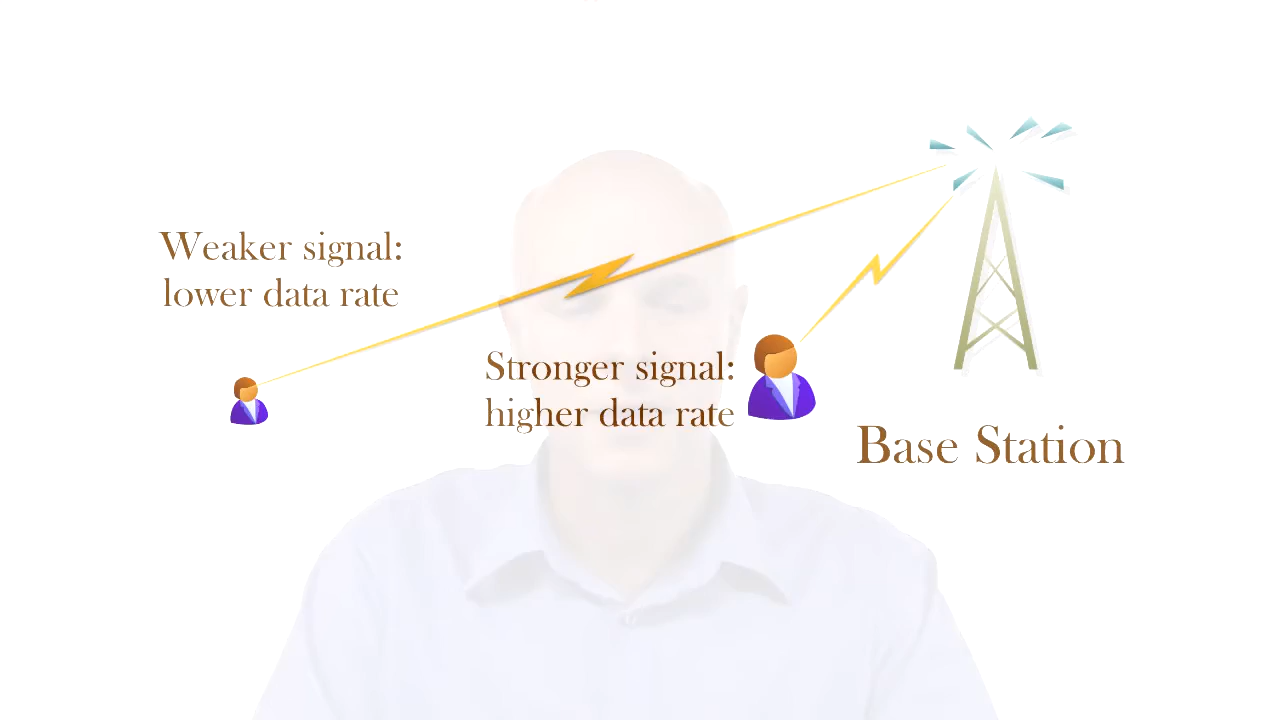 Weaker signal:
lower data rate
Stronger signal:
higher data rate
Base Station